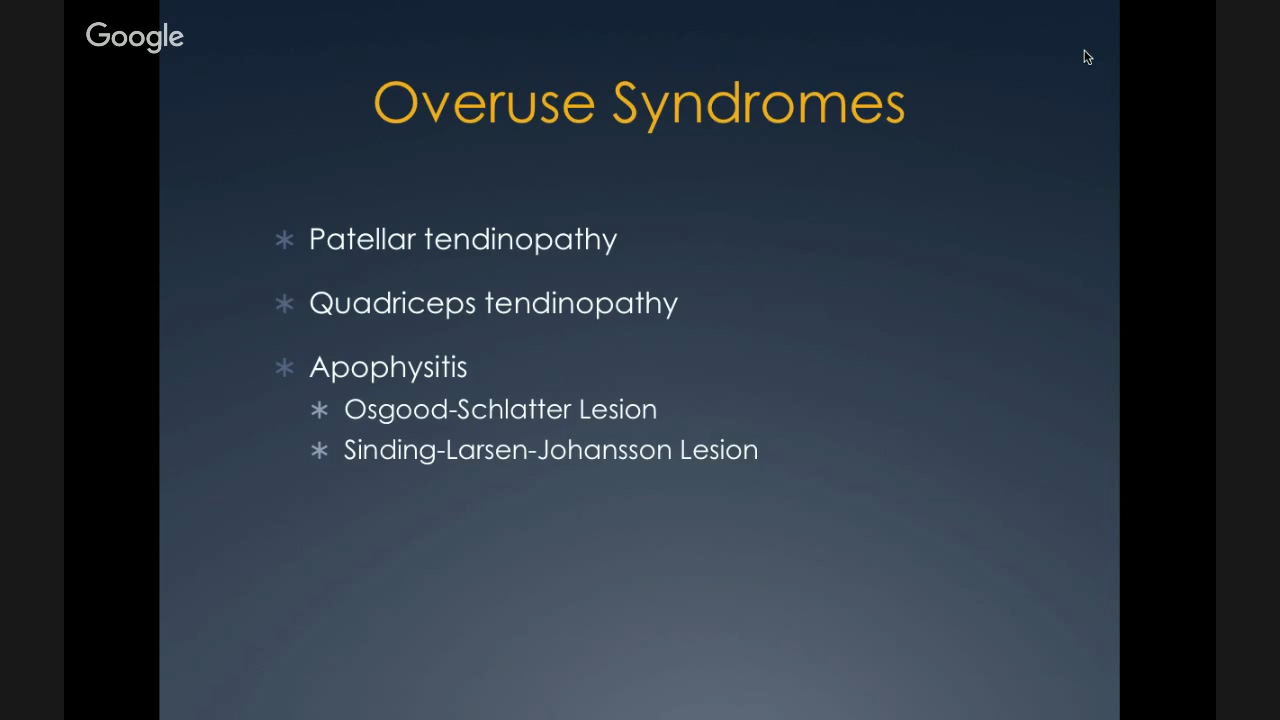 Google
Overuse Syndromes
Patellar tendinopathy
Quadriceps tendinopathy
Apophysitis
Osgood-Schlatter Lesion
Sinding-Larsen-Johansson Lesion